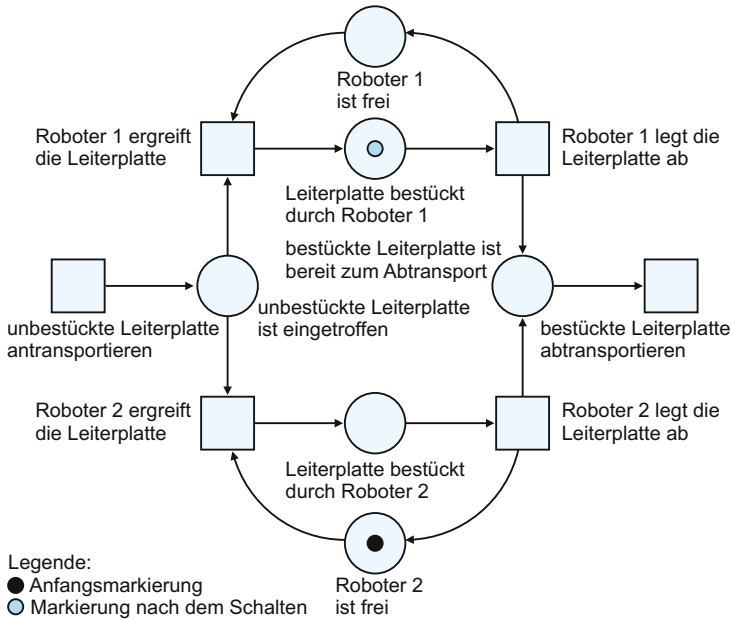 Roboter 1
ist frei
Roboter 1 ergreift
die Leiterplatte
Roboter 1 legt die
Leiterplatte ab
Leiterplatte bestückt
durch Roboter 1
bestückte Leiterplatte ist
bereit zum Abtransport
unbestückte Leiterplatte
ist eingetroffen
unbestückte Leiterplatte
antransportieren
bestückte Leiterplatte
abtransportieren
Roboter 2 ergreift
die Leiterplatte
Roboter 2 legt die
Leiterplatte ab
Leiterplatte bestückt
durch Roboter 2
Roboter 2
ist frei
Legende:
Anfangsmarkierung
Markierung nach dem Schalten